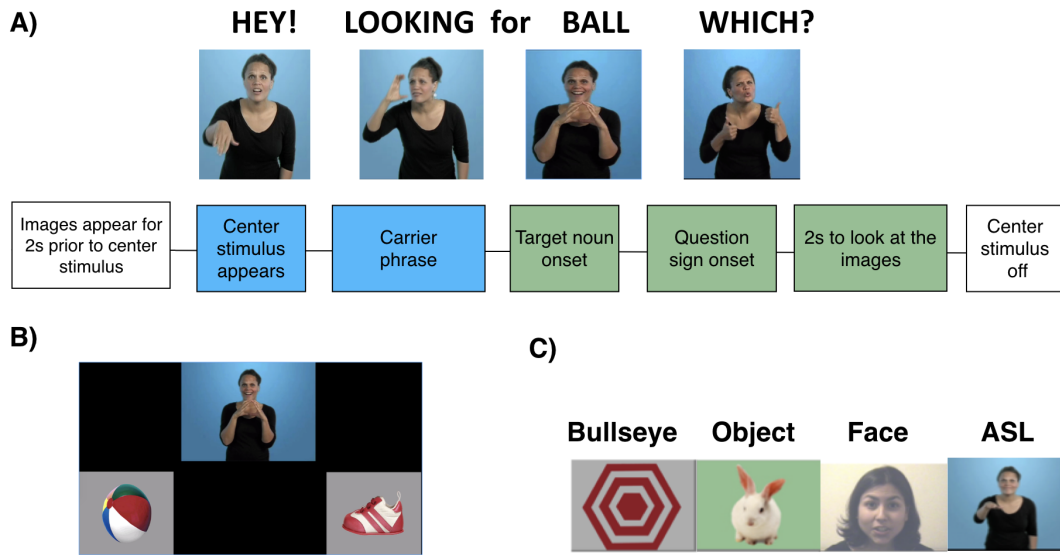 A)
HEY! LOOKING for BALL WHICH?
Images appear for
2s prior to center
stimulus
Center
stimulus
appears
Carrier
phrase
Target noun
onset
Question
sign onset
2s to look at the
images
Center
stimulus
off
B)
C)
Bullseye Object Face ASL